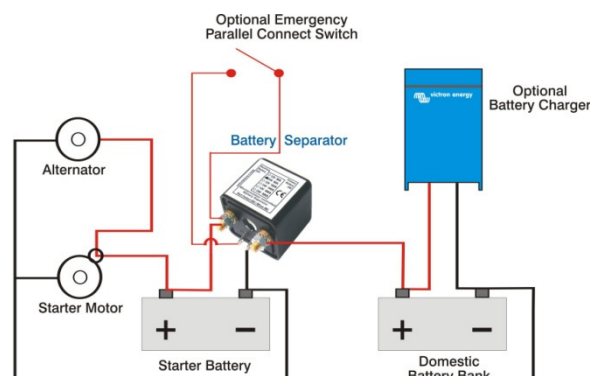 Optional Emergency
Parallel Connect Switch
victron energy
Optional
Battery Charger
Battery Separator
Alternator
CE
Starter Motor
+
−
+
−
Starter Battery
Domestic
Battery Bank